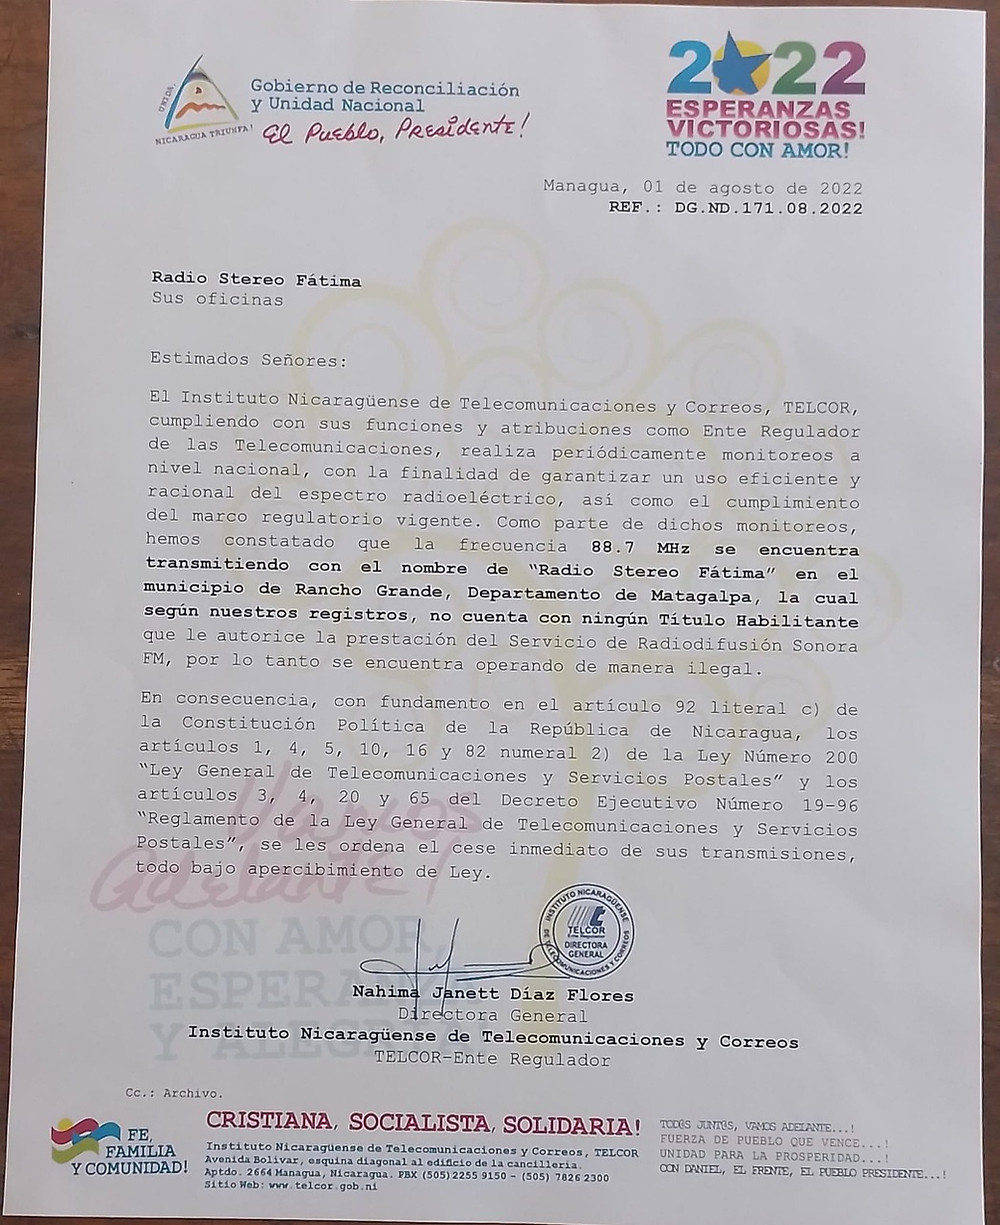 UNIDA,
NICARAGUA TRIUNFA!
Gobierno de Reconciliación
y Unidad Nacional
El Pueblo, Presidente!
2022
ESPERANZAS
VICTORIOSAS!
TODO CON AMOR!
Managua, 01 de agosto de 2022
REF.: DG.ND.171.08.2022
Radio Stereo Fátima
Sus oficinas
Estimados Señores:
El Instituto Nicaragüense de Telecomunicaciones y Correos, TELCOR,
cumpliendo con sus funciones y atribuciones como Ente Regulador
de las Telecomunicaciones, realiza periódicamente monitoreos a
nivel nacional, con la finalidad de garantizar un uso eficiente y
racional del espectro radioeléctrico, así como el cumplimiento
del marco regulatorio vigente. Como parte de dichos monitoreos,
hemos constatado que la frecuencia 88.7 MHz se encuentra
transmitiendo con el nombre de “Radio Stereo Fátima” en el
municipio de Rancho Grande, Departamento de Matagalpa, la cual
según nuestros registros, no cuenta con ningún Título Habilitante
que le autorice la prestación del Servicio de Radiodifusión Sonora
FM, por lo tanto se encuentra operando de manera ilegal.
En consecuencia, con fundamento en el artículo 92 literal c) de
la Constitución Política de la República de Nicaragua, los
artículos 1, 4, 5, 10, 16 y 82 numeral 2) de la Ley Número 200
“Ley General de Telecomunicaciones y Servicios Postales” y los
artículos 3, 4, 20 y 65 del Decreto Ejecutivo Número 19-96
“Reglamento de la Ley General de Telecomunicaciones y Servicios
Postales”, se les ordena el cese inmediato de sus transmisiones,
todo bajo apercibimiento de Ley.
Vamos
Adelante!
CON AMOR,
ESPERANZA
Y ALEGRÍA
INSTITUTO NICARAGÜENSE
DE TELECOMUNICACIONES Y CORREOS
TELCOR
DIRECTORA
GENERAL
Nahima Janett Díaz Flores
Directora General
Instituto Nicaragüense de Telecomunicaciones y Correos
TELCOR-Ente Regulador
Cc.: Archivo.
FE,
FAMILIA
Y COMUNIDAD!
CRISTIANA, SOCIALISTA, SOLIDARIA!
Instituto Nicaragüense de Telecomunicaciones y Correos, TELCOR
Avenida Bolivar, esquina diagonal al edificio de la cancillería.
Aptdo. 2664 Managua, Nicaragua. PBX (505) 2255 9150 - (505) 7826 2300
Sitio Web: www.telcor.gob.ni
TOD@S JUNT@S, VAMOS ADELANTE...!
FUERZA DE PUEBLO QUE VENCE...!
UNIDAD PARA LA PROSPERIDAD...!
CON DANIEL, EL FRENTE, EL PUEBLO PRESIDENTE...!